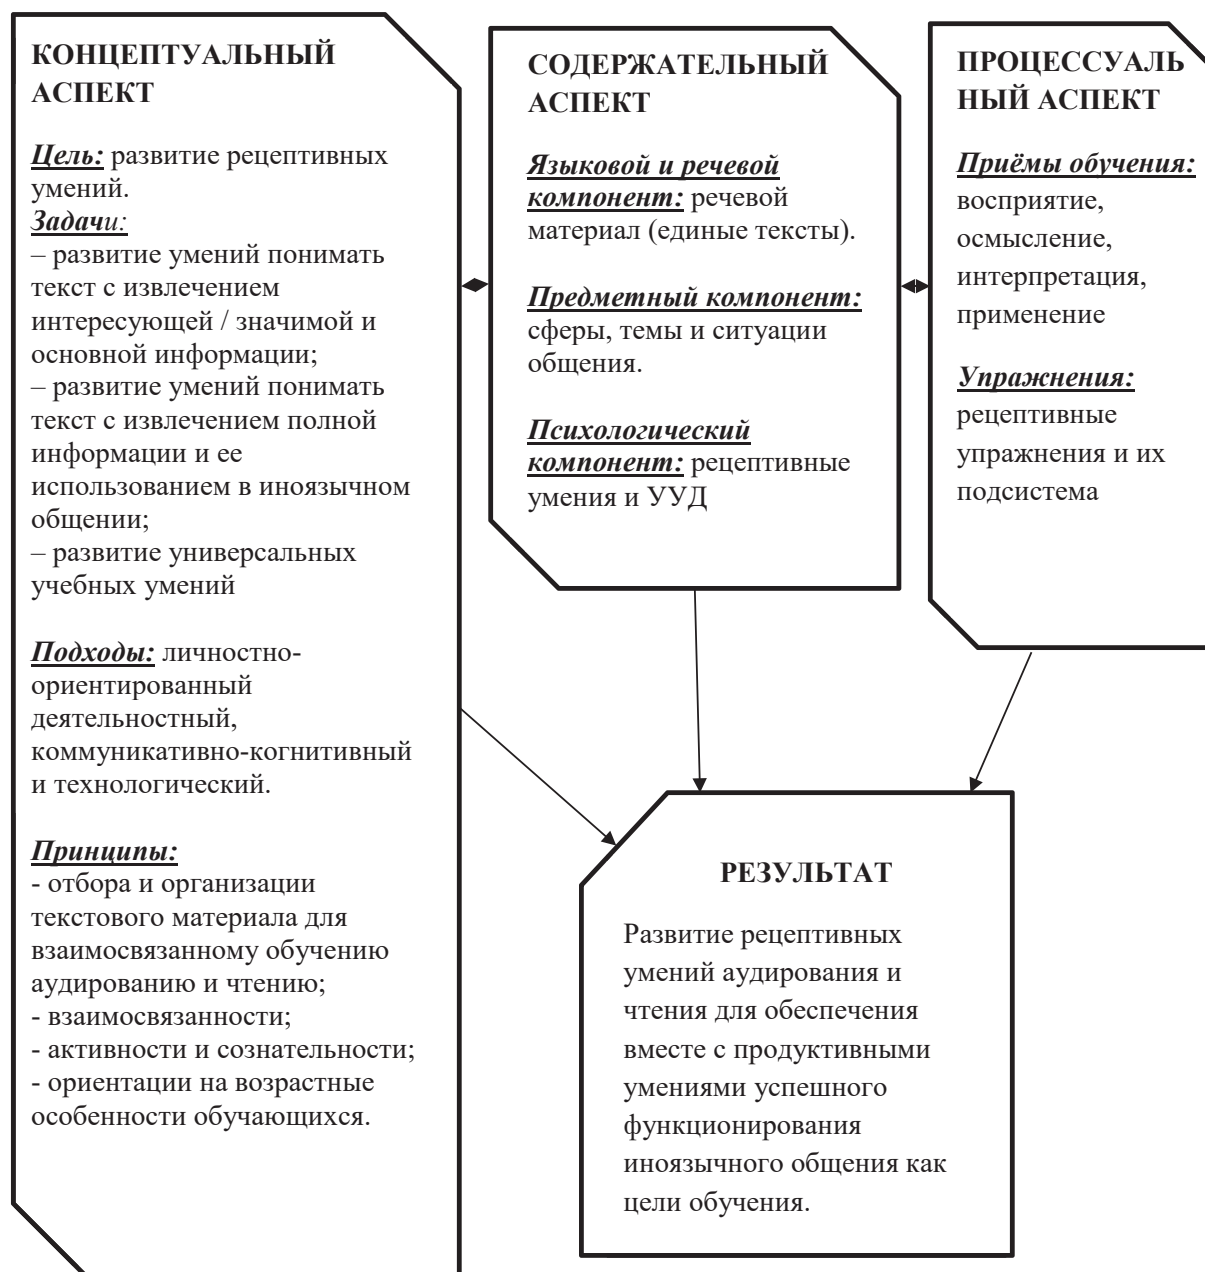 КОНЦЕПТУАЛЬНЫЙ
АСПЕКТ
Цель: развитие рецептивных
умений.
Задачи:
– развитие умений понимать
текст с извлечением
интересующей / значимой и
основной информации;
– развитие умений понимать
текст с извлечением полной
информации и ее
использованием в иноязычном
общении;
– развитие универсальных
учебных умений
Подходы: личностно-
ориентированный
деятельностный,
коммуникативно-когнитивный
и технологический.
Принципы:
- отбора и организации
текстового материала для
взаимосвязанному обучению
аудированию и чтению;
- взаимосвязанности;
- активности и сознательности;
- ориентации на возрастные
особенности обучающихся.
СОДЕРЖАТЕЛЬНЫЙ
АСПЕКТ
Языковой и речевой
компонент: речевой
материал (единые тексты).
Предметный компонент:
сферы, темы и ситуации
общения.
Психологический
компонент: рецептивные
умения и УУД
ПРОЦЕССУАЛЬ
НЫЙ АСПЕКТ
Приёмы обучения:
восприятие,
осмысление,
интерпретация,
применение
Упражнения:
рецептивные
упражнения и их
подсистема
РЕЗУЛЬТАТ
Развитие рецептивных
умений аудирования и
чтения для обеспечения
вместе с продуктивными
умениями успешного
функционирования
иноязычного общения как
цели обучения.